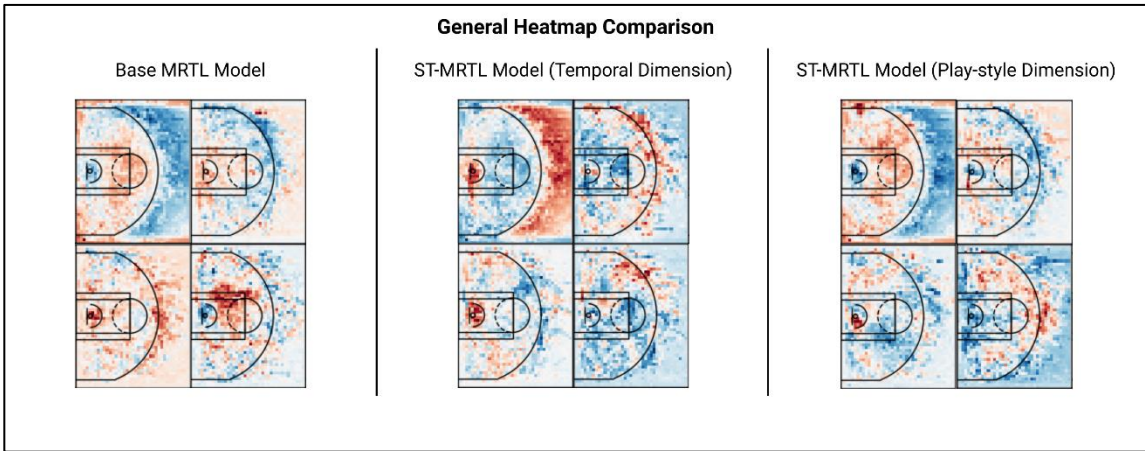 General Heatmap Comparison
Base MRTL Model
ST-MRTL Model (Temporal Dimension)
ST-MRTL Model (Play-style Dimension)